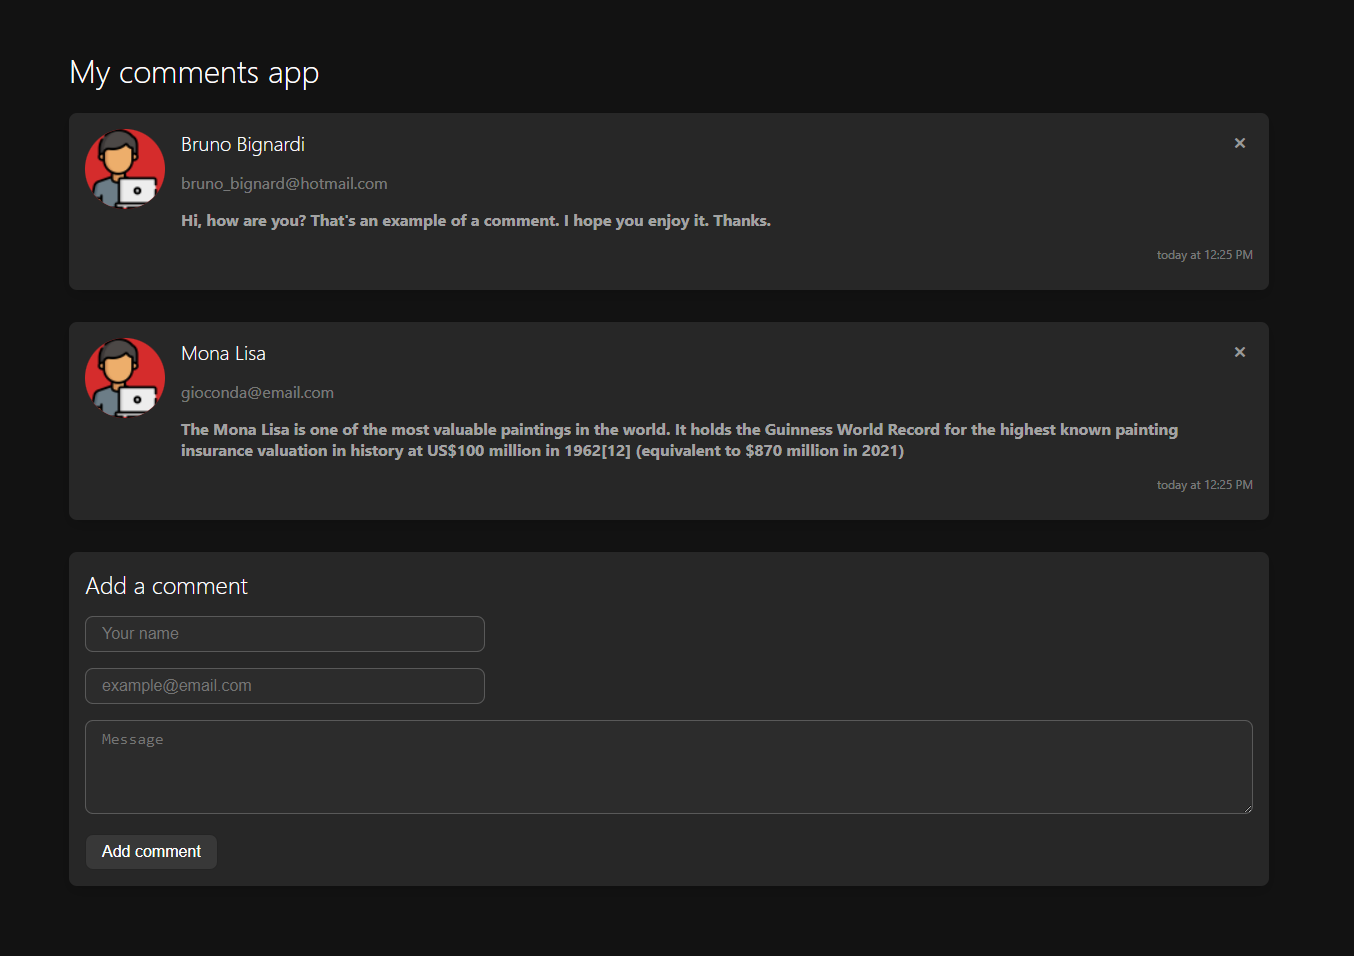 My comments app
Bruno Bignardi
×
bruno_bignard@hotmail.com
Hi, how are you? That's an example of a comment. I hope you enjoy it. Thanks.
today at 12:25 PM
Mona Lisa
×
gioconda@email.com
The Mona Lisa is one of the most valuable paintings in the world. It holds the Guinness World Record for the highest known painting
insurance valuation in history at US$100 million in 1962[12] (equivalent to $870 million in 2021)
today at 12:25 PM
Add a comment
Your name
example@email.com
Message
Add comment